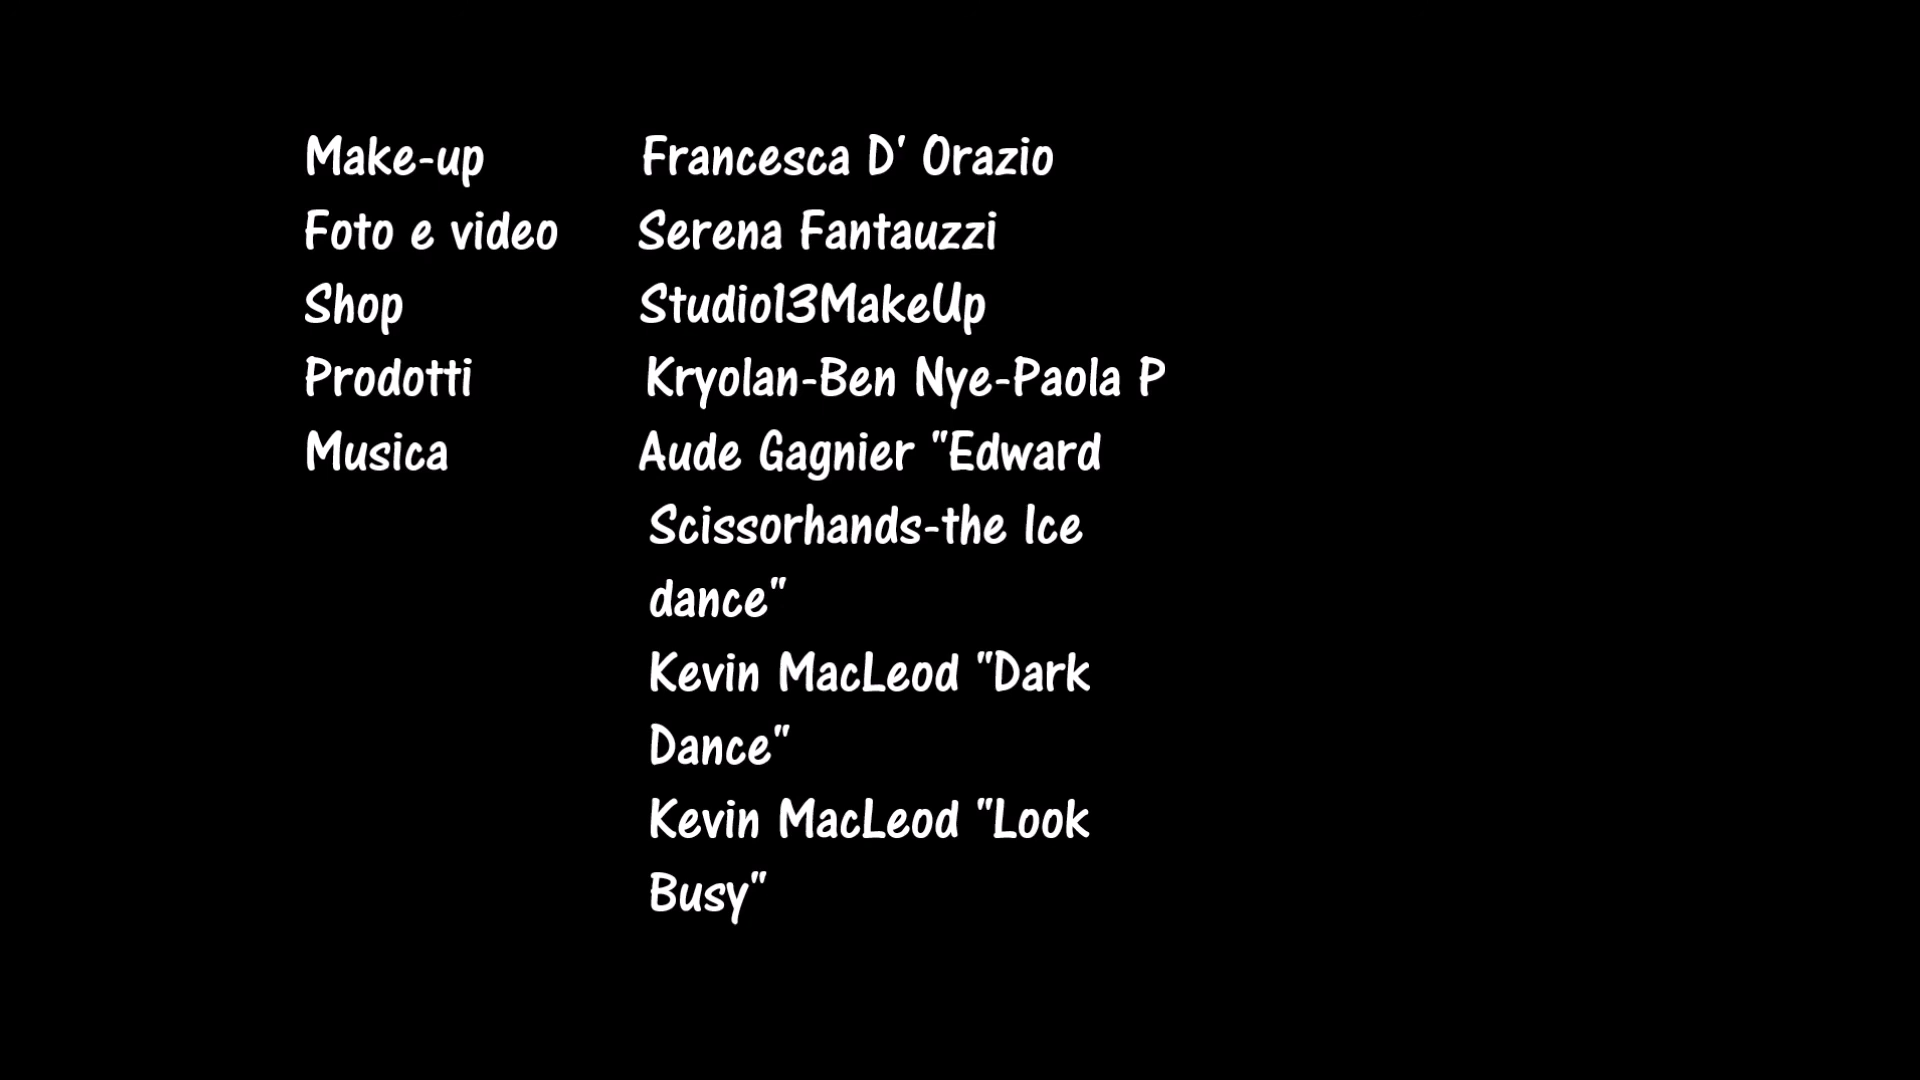 Make-up Francesca D' Orazio
Foto e video Serena Fantauzzi
Shop Studio13MakeUp
Prodotti Kryolan-Ben Nye-Paola P
Musica Aude Gagnier "Edward
Scissorhands-the Ice
dance"
Kevin MacLeod "Dark
Dance"
Kevin MacLeod "Look
Busy"